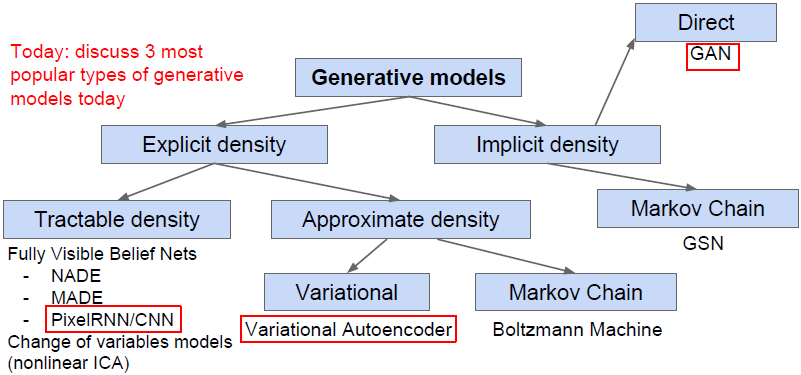 Direct
GAN
Today: discuss 3 most
popular types of generative
models today
Generative models
Explicit density
Implicit density
Tractable density
Approximate density
Markov Chain
GSN
Fully Visible Belief Nets
- NADE
- MADE
- PixelRNN/CNN
Change of variables models
(nonlinear ICA)
Variational
Variational Autoencoder
Markov Chain
Boltzmann Machine